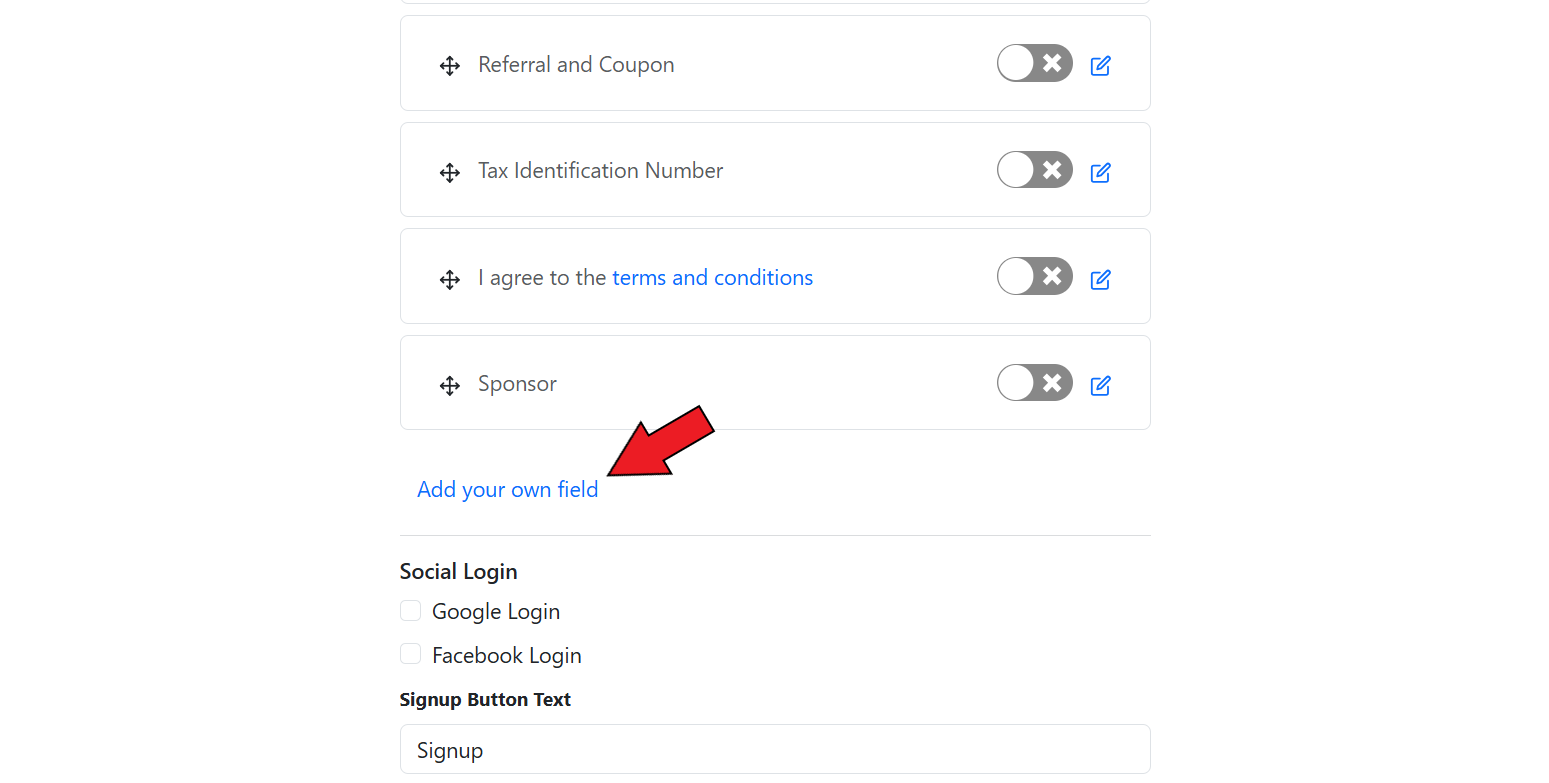 Referral and Coupon
Tax Identification Number
I agree to the terms and conditions
Sponsor
Add your own field
Social Login
Google Login
Facebook Login
Signup Button Text
Signup